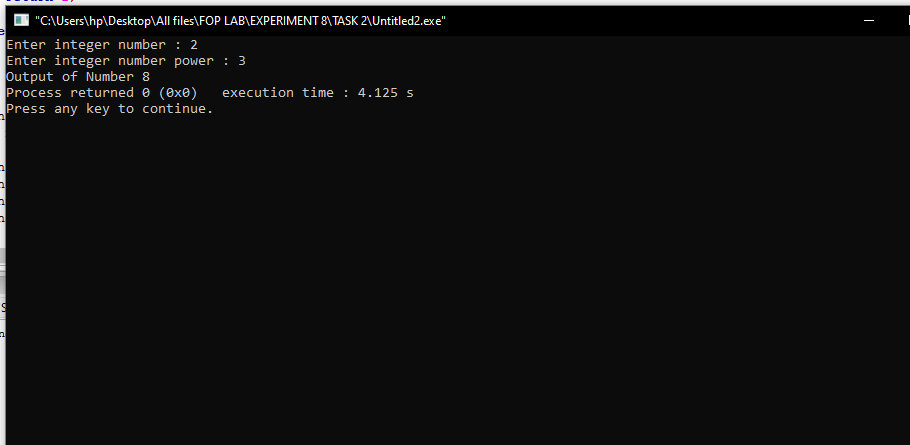 "C:\Users\hp\Desktop\All files\FOP LAB\EXPERIMENT 8\TASK 2\Untitled2.exe"
Enter integer number : 2
Enter integer number power : 3
Output of Number 8
Process returned 0 (0x0)   execution time : 4.125 s
Press any key to continue.